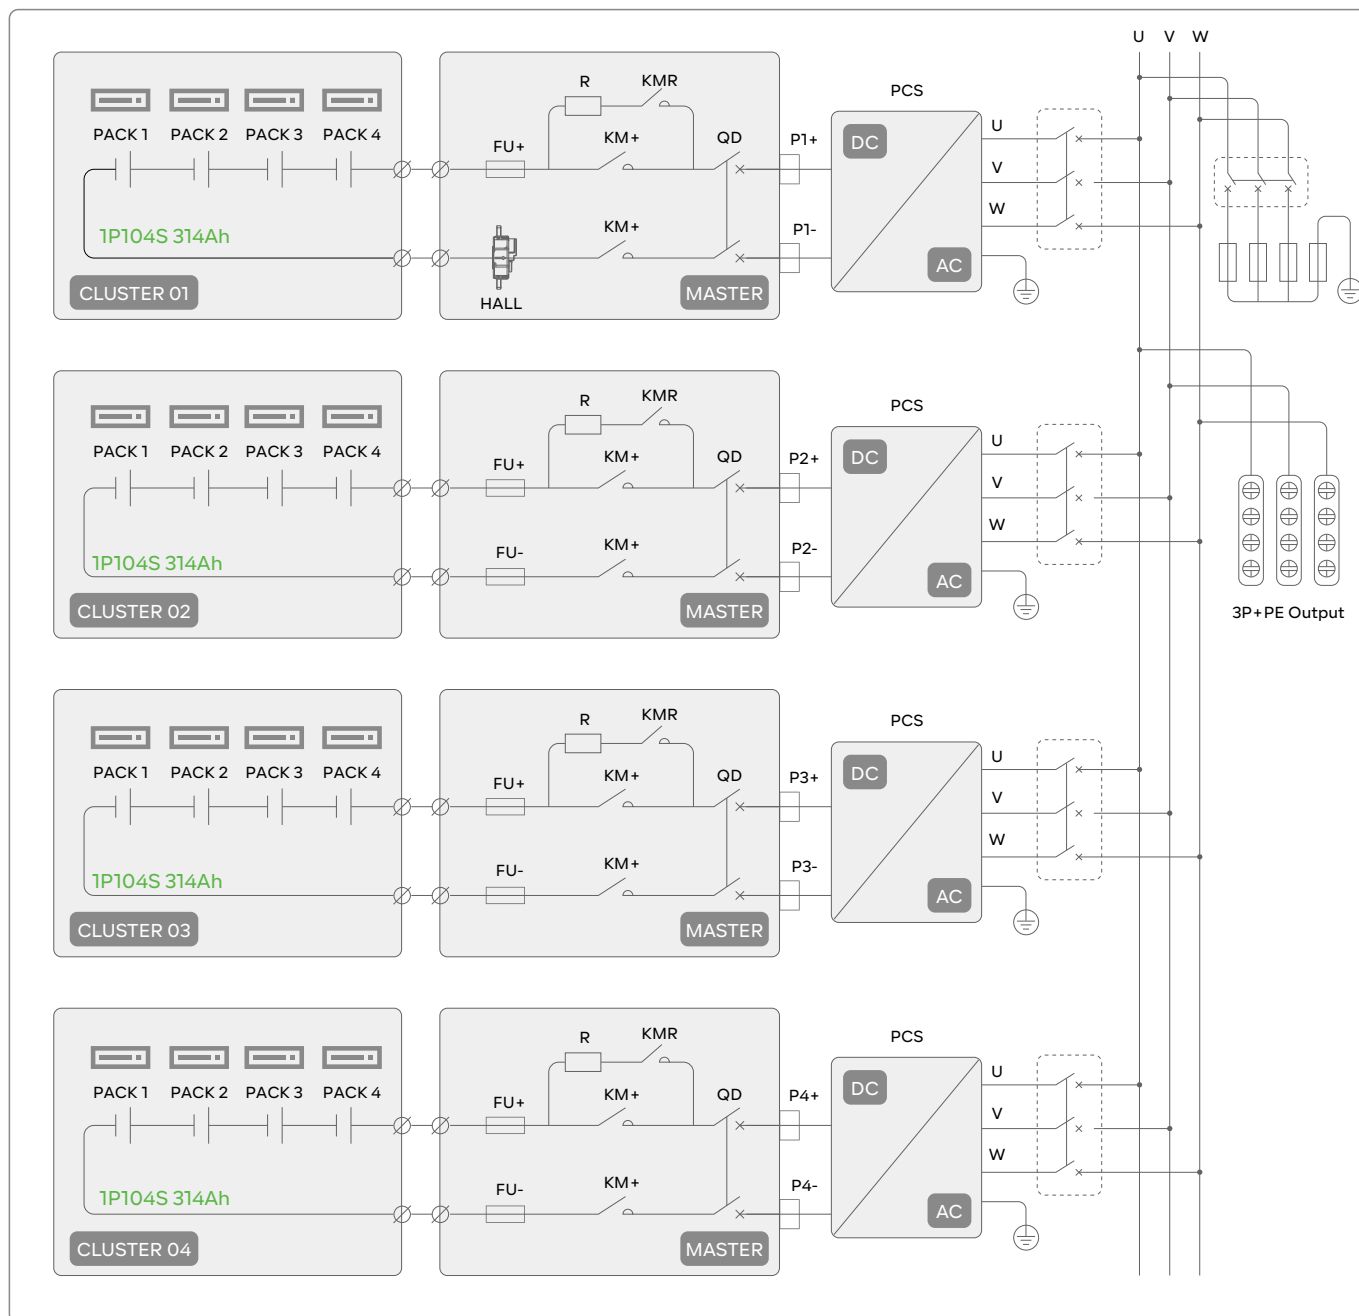 U V W
R KMR
PCS
PACK 1 PACK 2 PACK 3 PACK 4
FU+ KM+ QD P1+ DC U
V
W
1P104S 314Ah
KM+ P1-
AC
CLUSTER 01
HALL
MASTER
R KMR
PCS
PACK 1 PACK 2 PACK 3 PACK 4
FU+ KM+ QD P2+ DC U
V
W
1P104S 314Ah
FU- KM+ P2-
AC
CLUSTER 02
MASTER
3P+PE Output
R KMR
PCS
PACK 1 PACK 2 PACK 3 PACK 4
FU+ KM+ QD P3+ DC U
V
W
1P104S 314Ah
FU- KM+ P3-
AC
CLUSTER 03
MASTER
R KMR
PCS
PACK 1 PACK 2 PACK 3 PACK 4
FU+ KM+ QD P4+ DC U
V
W
1P104S 314Ah
FU- KM+ P4-
AC
CLUSTER 04
MASTER